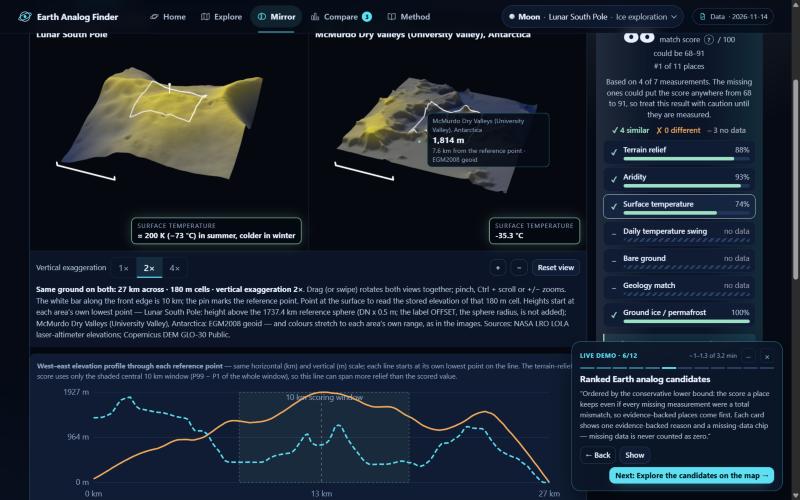 Earth Analog Finder
Home
Explore
Mirror
Compare 3
Method
Moon · Lunar South Pole · Ice exploration
Data · 2026-11-14
Lunar South Pole
McMurdo Dry Valleys (University Valley), Antarctica
McMurdo Dry Valleys (University
Valley), Antarctica
1,814 m
7.6 km from the reference point ·
EGM2008 geoid
SURFACE TEMPERATURE
≈ 200 K (−73 °C) in summer, colder in winter
SURFACE TEMPERATURE
-35.3 °C
Vertical exaggeration
1×
2×
4×
+
−
Reset view
Same ground on both: 27 km across · 180 m cells · vertical exaggeration 2×. Drag (or swipe) rotates both views together; pinch, Ctrl + scroll or +/− zooms.
The white bar along the front edge is 10 km; the pin marks the reference point. Point at the surface to read the stored elevation of that 180 m cell. Heights start at
each area's own lowest point — Lunar South Pole: height above the 1737.4 km reference sphere (DN x 0.5 m; the label OFFSET, the sphere radius, is not added);
McMurdo Dry Valleys (University Valley), Antarctica: EGM2008 geoid — and colours stretch to each area's own range, as in the images. Sources: NASA LRO LOLA
laser-altimeter elevations; Copernicus DEM GLO-30 Public.
West–east elevation profile through each reference point — same horizontal (km) and vertical (m) scale; each line starts at its own lowest point on the line. The terrain-relief
score uses only the shaded central 10 km window (P99 − P1 of the whole window), so this line can span more relief than the scored value.
1927 m
964 m
0 m
10 km scoring window
0 km
13 km
27 km
match score ? / 100
could be 68–91
#1 of 11 places
Based on 4 of 7 measurements. The missing
ones could put the score anywhere from 68
to 91, so treat this result with caution until
they are measured.
✓ 4 similar
✗ 0 different
– 3 no data
✓ Terrain relief 88%
✓ Aridity 93%
✓ Surface temperature 74%
– Daily temperature swing no data
– Bare ground no data
– Geology match no data
✓ Ground ice / permafrost 100%
LIVE DEMO · 6/12
~1–1.3 of 3.2 min
–
×
Ranked Earth analog candidates
"Ordered by the conservative lower bound: the score a place
keeps even if every missing measurement were a total
mismatch, so evidence-backed places come first. Each card
shows one evidence-backed reason and a missing-data chip
— missing data is never counted as zero."
← Back
Show
Next: Explore the candidates on the map →